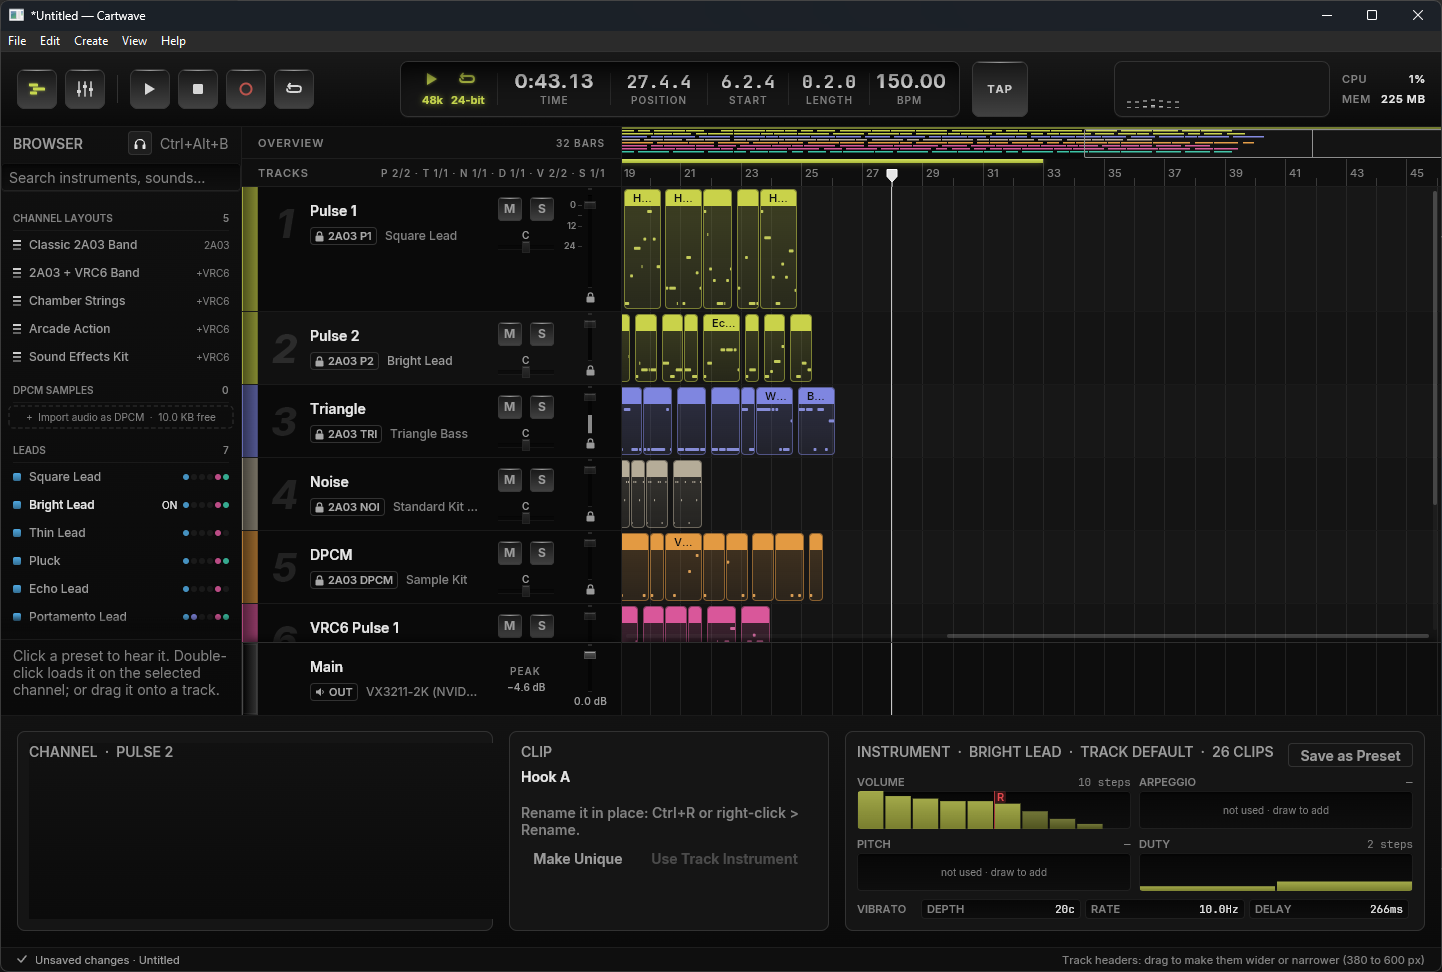 *Untitled — Cartwave
File Edit Create View Help
48k 24-bit
0:43.13 TIME
27.4.4 POSITION
6.2.4 START
0.2.0 LENGTH
150.00 BPM
TAP
CPU 1%
MEM 225 MB
BROWSER Ctrl+Alt+B
Search instruments, sounds...
CHANNEL LAYOUTS 5
Classic 2A03 Band 2A03
2A03 + VRC6 Band +VRC6
Chamber Strings +VRC6
Arcade Action +VRC6
Sound Effects Kit +VRC6
DPCM SAMPLES 0
+ Import audio as DPCM · 10.0 KB free
LEADS 7
Square Lead
Bright Lead ON
Thin Lead
Pluck
Echo Lead
Portamento Lead
Click a preset to hear it. Double-
click loads it on the selected
channel; or drag it onto a track.
OVERVIEW 32 BARS
TRACKS P 2/2 · T 1/1 · N 1/1 · D 1/1 · V 2/2 · S 1/1
19 21 23 25 27 29 31 33 35 37 39 41 43 45
1 Pulse 1 M S 0 12 24
2A03 P1 Square Lead C
H... H... H...
2 Pulse 2 M S
2A03 P2 Bright Lead C
Ec...
3 Triangle M S
2A03 TRI Triangle Bass C
W... B...
4 Noise M S
2A03 NOI Standard Kit ... C
5 DPCM M S
2A03 DPCM Sample Kit C
V...
6 VRC6 Pulse 1 M S
Main PEAK
OUT VX3211-2K (NVID... −4.6 dB
0.0 dB
CHANNEL · PULSE 2
CLIP
Hook A
Rename it in place: Ctrl+R or right-click >
Rename.
Make Unique Use Track Instrument
INSTRUMENT · BRIGHT LEAD · TRACK DEFAULT · 26 CLIPS Save as Preset
VOLUME 10 steps ARPEGGIO –
R
not used · draw to add
PITCH – DUTY 2 steps
not used · draw to add
VIBRATO DEPTH 20c RATE 10.0Hz DELAY 266ms
Unsaved changes · Untitled
Track headers: drag to make them wider or narrower (380 to 600 px)